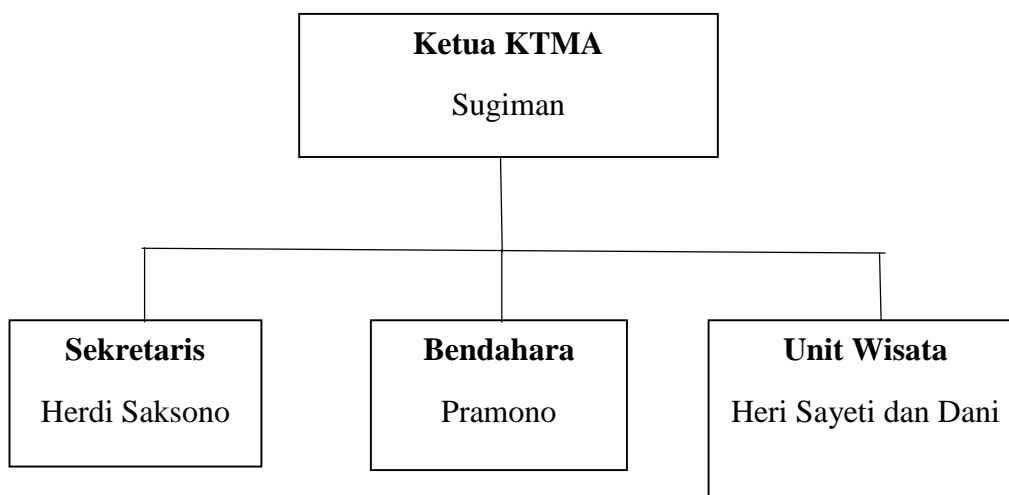 Ketua KTMA
Sugiman
Sekretaris
Herdi Saksono
Bendahara
Pramono
Unit Wisata
Heri Sayeti dan Dani